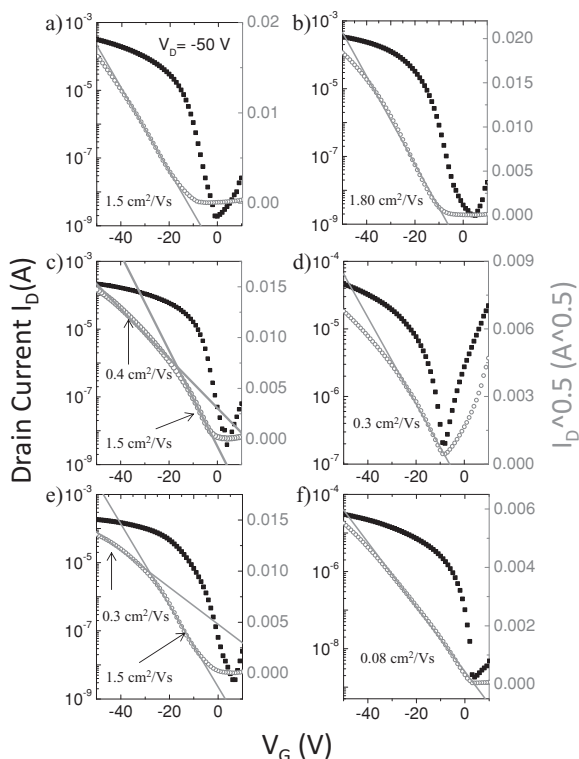 a)
V_D= -50 V
10^-3
10^-5
10^-7
10^-9
0.02
0.01
0.00
1.5 cm²/Vs
-40 -20 0
b)
10^-3
10^-5
10^-7
10^-9
0.020
0.015
0.010
0.005
0.000
1.80 cm²/Vs
-40 -20 0
c)
10^-3
10^-5
10^-7
10^-9
0.015
0.010
0.005
0.000
0.4 cm²/Vs
1.5 cm²/Vs
-40 -20 0
d)
10^-4
10^-5
10^-6
10^-7
0.009
0.006
0.003
0.000
0.3 cm²/Vs
-40 -20 0
e)
10^-3
10^-5
10^-7
10^-9
0.015
0.010
0.005
0.000
0.3 cm²/Vs
1.5 cm²/Vs
-40 -20 0
f)
10^-4
10^-6
10^-8
0.006
0.004
0.002
0.000
0.08 cm²/Vs
-40 -20 0
Drain Current I_D(A)
I_D^0.5 (A^0.5)
V_G (V)